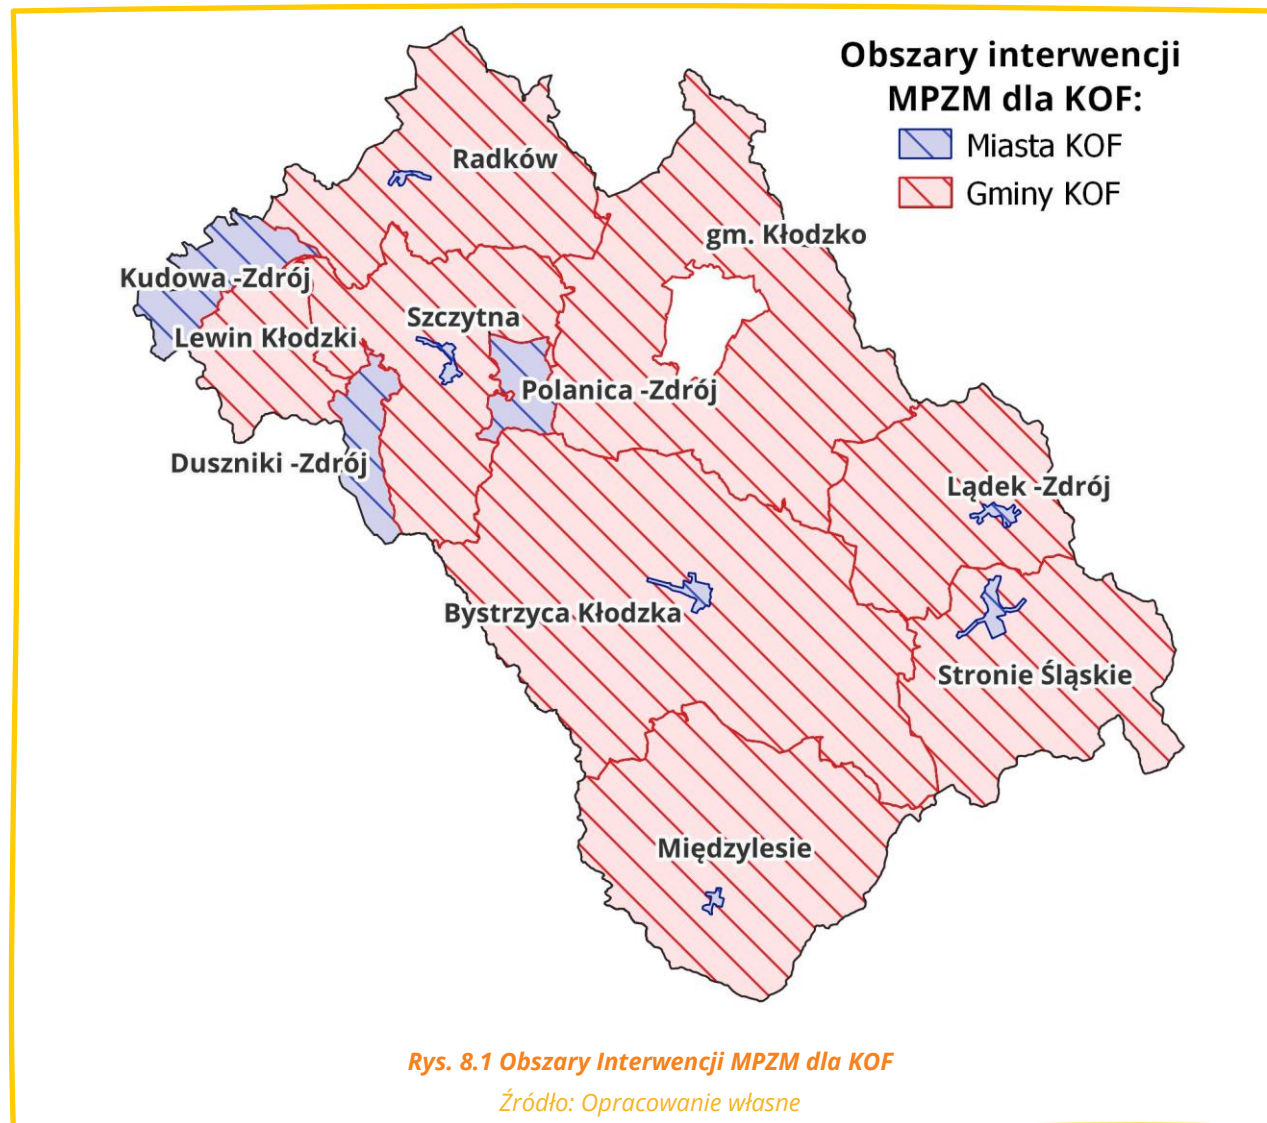 Obszary interwencji
MPZM dla KOF:
Miasta KOF
Gminy KOF
Radków
gm. Kłodzko
Kudowa -Zdrój
Szczytna
Lewin Kłodzki
Polanica -Zdrój
Duszniki -Zdrój
Lądek -Zdrój
Bystrzyca Kłodzka
Stronie Śląskie
Międzylesie
Rys. 8.1 Obszary Interwencji MPZM dla KOF
Źródło: Opracowanie własne